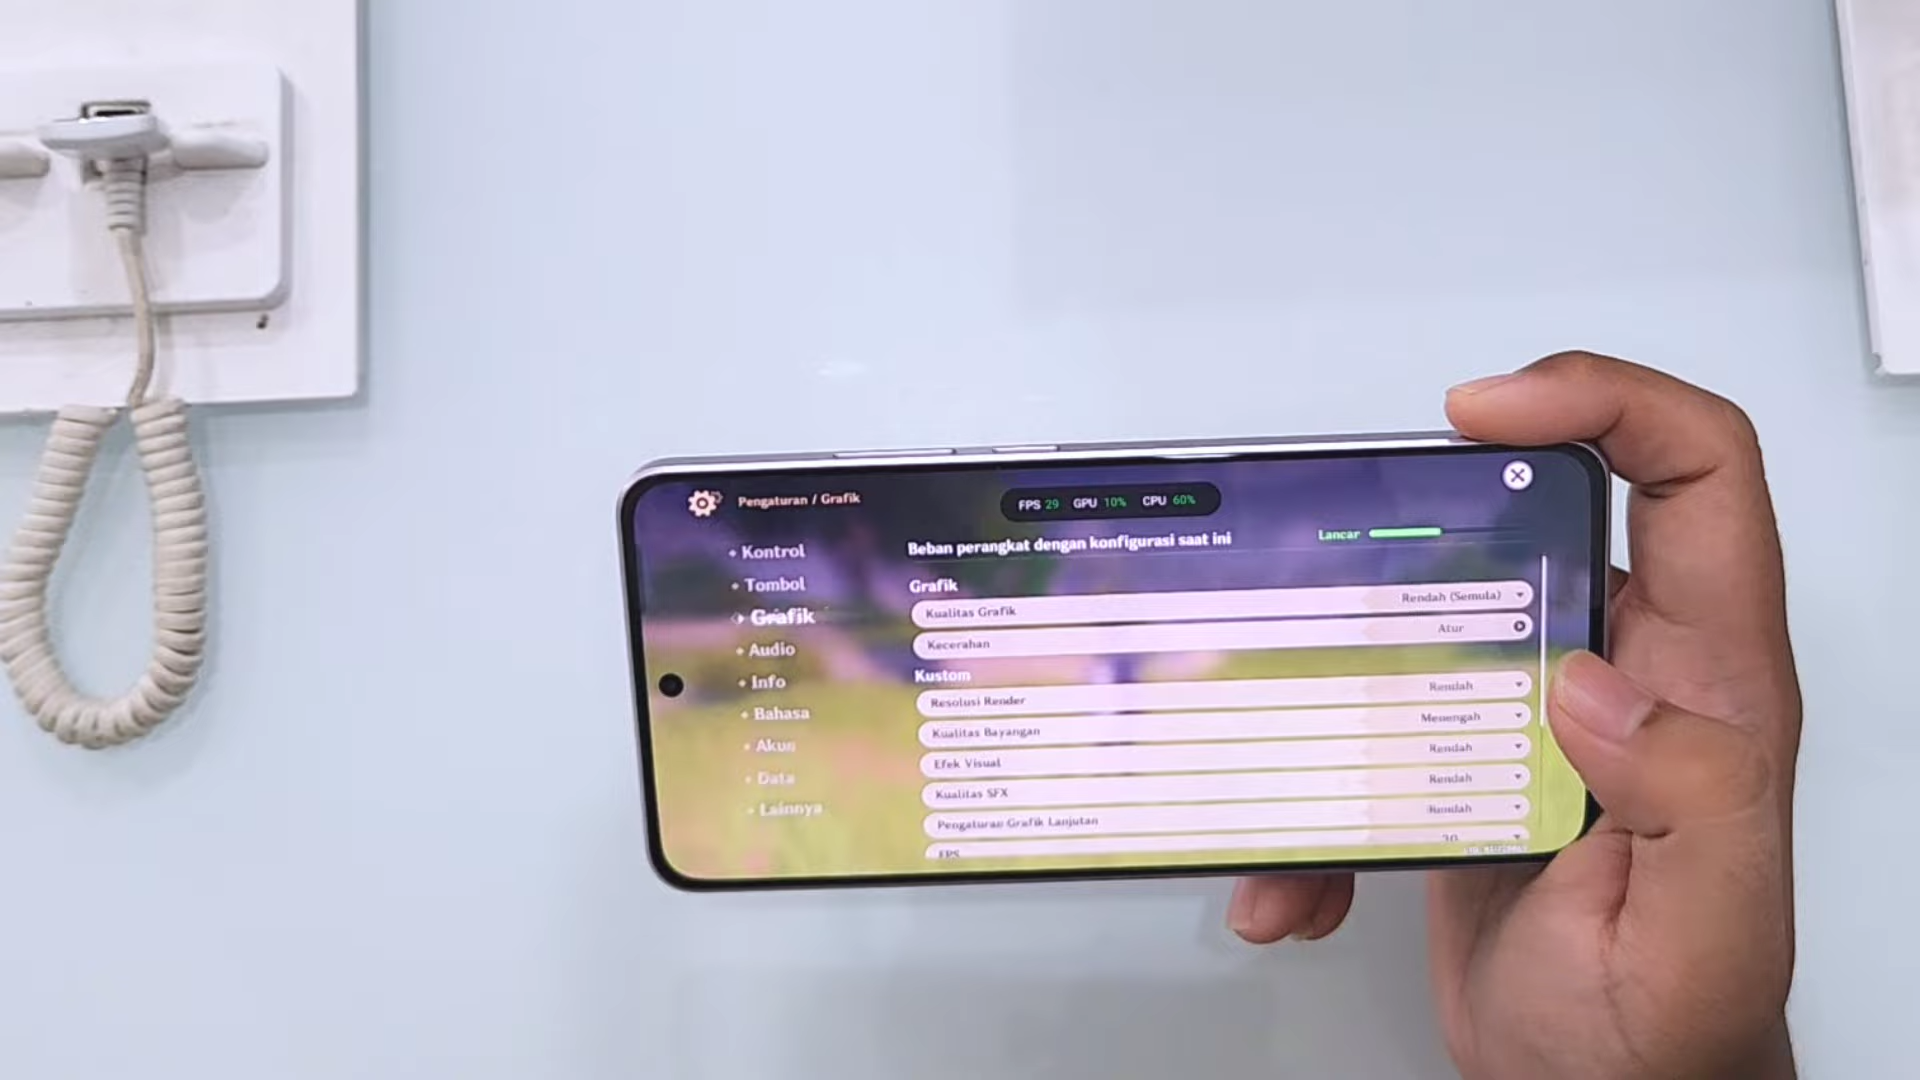 Pengaturan / Grafik
FPS 29 GPU 10% CPU 60%
Kontrol
Tombol
Grafik
Audio
Info
Bahasa
Akun
Data
Lainnya
Beban perangkat dengan konfigurasi saat ini
Lancar
Grafik
Kualitas Grafik Rendah (Semula)
Kecerahan Atur
Kustom
Resolusi Render Rendah
Kualitas Bayangan Menengah
Efek Visual Rendah
Kualitas SFX Rendah
Pengaturan Grafik Lanjutan Rendah
FPS 30